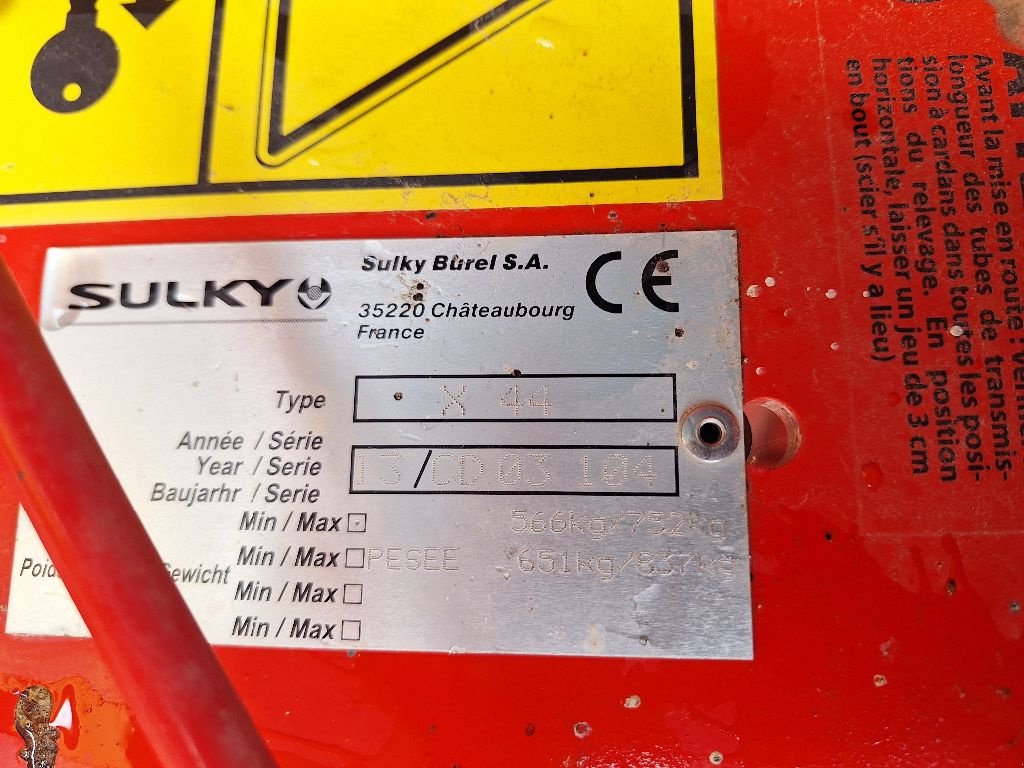 SULKY
Sulky Burel S.A.
35220 Châteaubourg
France
CE
Type X 44
Année / Série
Year / Serie 13/CD 03 104
Baujarhr / Serie
Min / Max 566kg/752kg
Min / Max PESEE 651kg/837kg
Gewicht
Min / Max
Min / Max
Avant la mise en route :
longueur des tubes de transmis-
sion à cardans dans toutes les posi-
tions du relevage. En position
horizontale, laisser un jeu de 3 cm
en bout (scier s'il y a lieu)